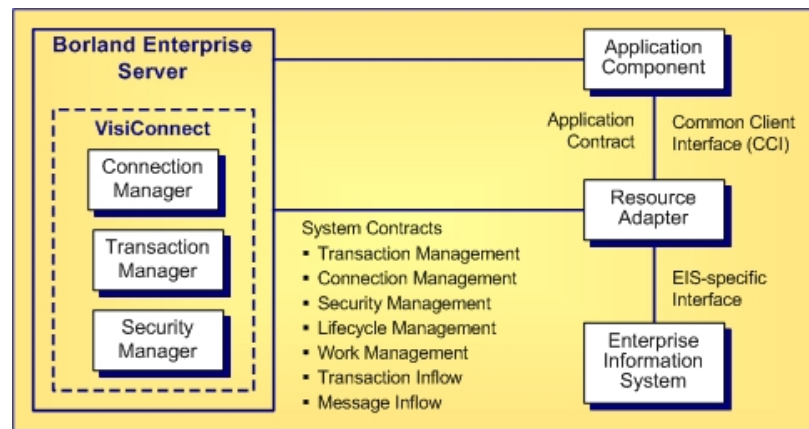 Borland Enterprise
Server
VisiConnect
Connection
Manager
Transaction
Manager
Security
Manager
System Contracts
▪ Transaction Management
▪ Connection Management
▪ Security Management
▪ Lifecycle Management
▪ Work Management
▪ Transaction Inflow
▪ Message Inflow
Application
Component
Application
Contract
Common Client
Interface (CCI)
Resource
Adapter
EIS-specific
Interface
Enterprise
Information
System